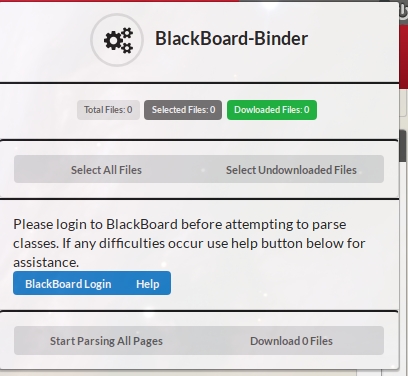 BlackBoard-Binder
Total Files: 0 Selected Files: 0 Dowloaded Files: 0
Select All Files Select Undownloaded Files
Please login to BlackBoard before attempting to parse
classes. If any difficulties occur use help button below for
assistance.
BlackBoard Login Help
Start Parsing All Pages Download 0 Files